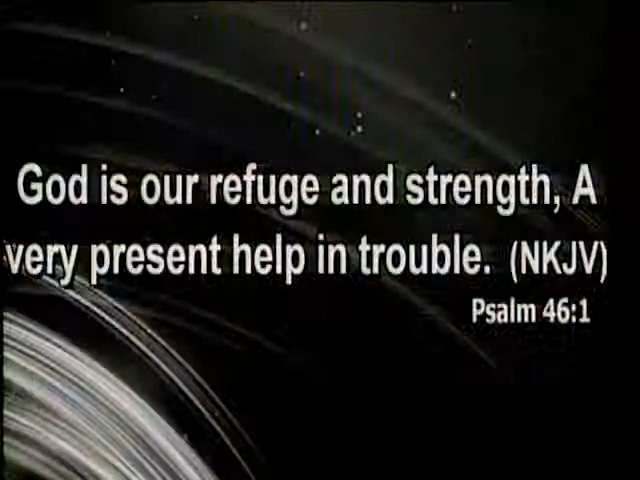 God is our refuge and strength, A
very present help in trouble. (NKJV)
Psalm 46:1